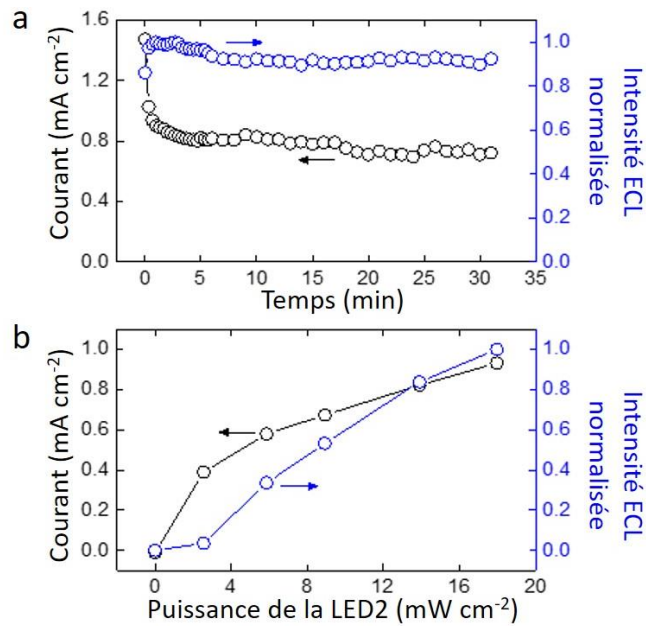 a
Courant (mA cm-2)
1.6
1.2
0.8
0.4
0.0
1.0
0.8
0.6
0.4
0.2
0.0
Intensité ECL
normalisée
0 5 10 15 20 25 30 35
Temps (min)
b
Courant (mA cm-2)
1.0
0.8
0.6
0.4
0.2
0.0
1.0
0.8
0.6
0.4
0.2
0.0
Intensité ECL
normalisée
0 4 8 12 16 20
Puissance de la LED2 (mW cm-2)